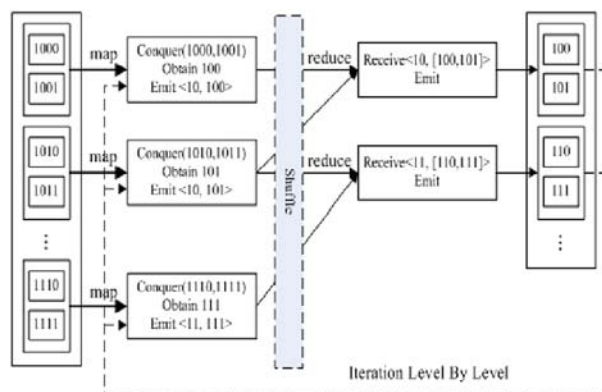 1000
1001
map
Conquer(1000,1001)
Obtain 100
Emit <10, 100>
reduce
Receive<10, [100,101]>
Emit
100
101
1010
1011
map
Conquer(1010,1011)
Obtain 101
Emit <10, 101>
Shuffle
reduce
Receive<11, [110,111]>
Emit
110
111
⋮
⋮
1110
1111
map
Conquer(1110,1111)
Obtain 111
Emit <11, 111>
Iteration Level By Level